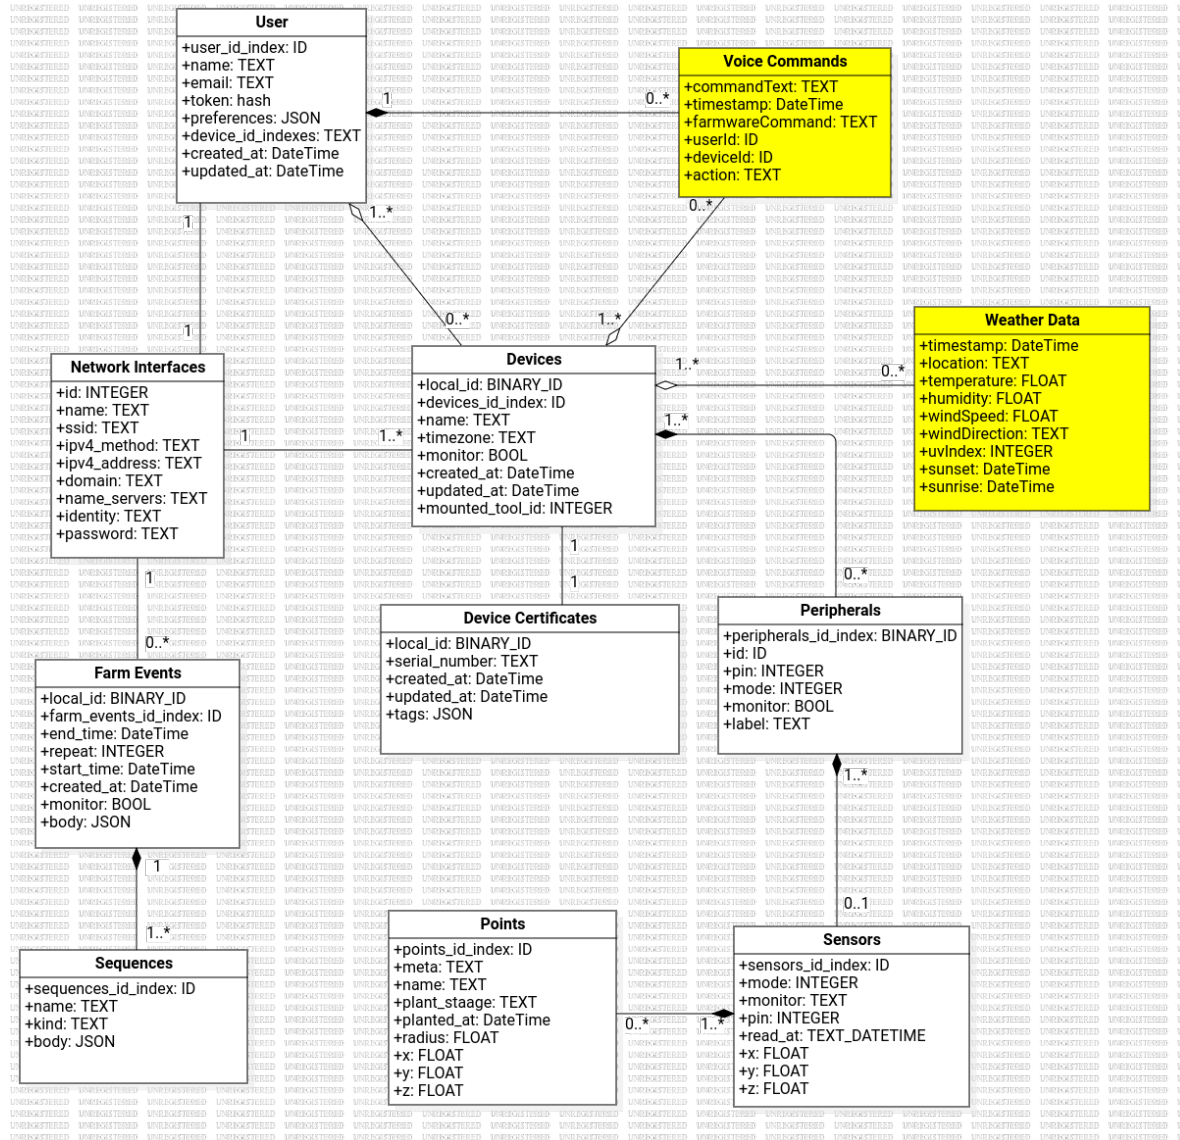 User
+user_id_index: ID
+name: TEXT
+email: TEXT
+token: hash
+preferences: JSON
+device_id_indexes: TEXT
+created_at: DateTime
+updated_at: DateTime
Voice Commands
+commandText: TEXT
+timestamp: DateTime
+farmwareCommand: TEXT
+userId: ID
+deviceId: ID
+action: TEXT
1
0..*
1
1..*
0..*
1
0..*
1..*
Network Interfaces
+id: INTEGER
+name: TEXT
+ssid: TEXT
+ipv4_method: TEXT
+ipv4_address: TEXT
+domain: TEXT
+name_servers: TEXT
+identity: TEXT
+password: TEXT
Devices
+local_id: BINARY_ID
+devices_id_index: ID
+name: TEXT
+timezone: TEXT
+monitor: BOOL
+created_at: DateTime
+updated_at: DateTime
+mounted_tool_id: INTEGER
Weather Data
+timestamp: DateTime
+location: TEXT
+temperature: FLOAT
+humidity: FLOAT
+windSpeed: FLOAT
+windDirection: TEXT
+uvIndex: INTEGER
+sunset: DateTime
+sunrise: DateTime
1..*
0..*
1
1..*
1..*
1
1
1
0..*
0..*
Farm Events
+local_id: BINARY_ID
+farm_events_id_index: ID
+end_time: DateTime
+repeat: INTEGER
+start_time: DateTime
+created_at: DateTime
+monitor: BOOL
+body: JSON
Device Certificates
+local_id: BINARY_ID
+serial_number: TEXT
+created_at: DateTime
+updated_at: DateTime
+tags: JSON
Peripherals
+peripherals_id_index: BINARY_ID
+id: ID
+pin: INTEGER
+mode: INTEGER
+monitor: BOOL
+label: TEXT
1..*
1
0..1
1..*
Sequences
+sequences_id_index: ID
+name: TEXT
+kind: TEXT
+body: JSON
Points
+points_id_index: ID
+meta: TEXT
+name: TEXT
+plant_staage: TEXT
+planted_at: DateTime
+radius: FLOAT
+x: FLOAT
+y: FLOAT
+z: FLOAT
0..*
1..*
Sensors
+sensors_id_index: ID
+mode: INTEGER
+monitor: TEXT
+pin: INTEGER
+read_at: TEXT_DATETIME
+x: FLOAT
+y: FLOAT
+z: FLOAT
UNREGISTERED